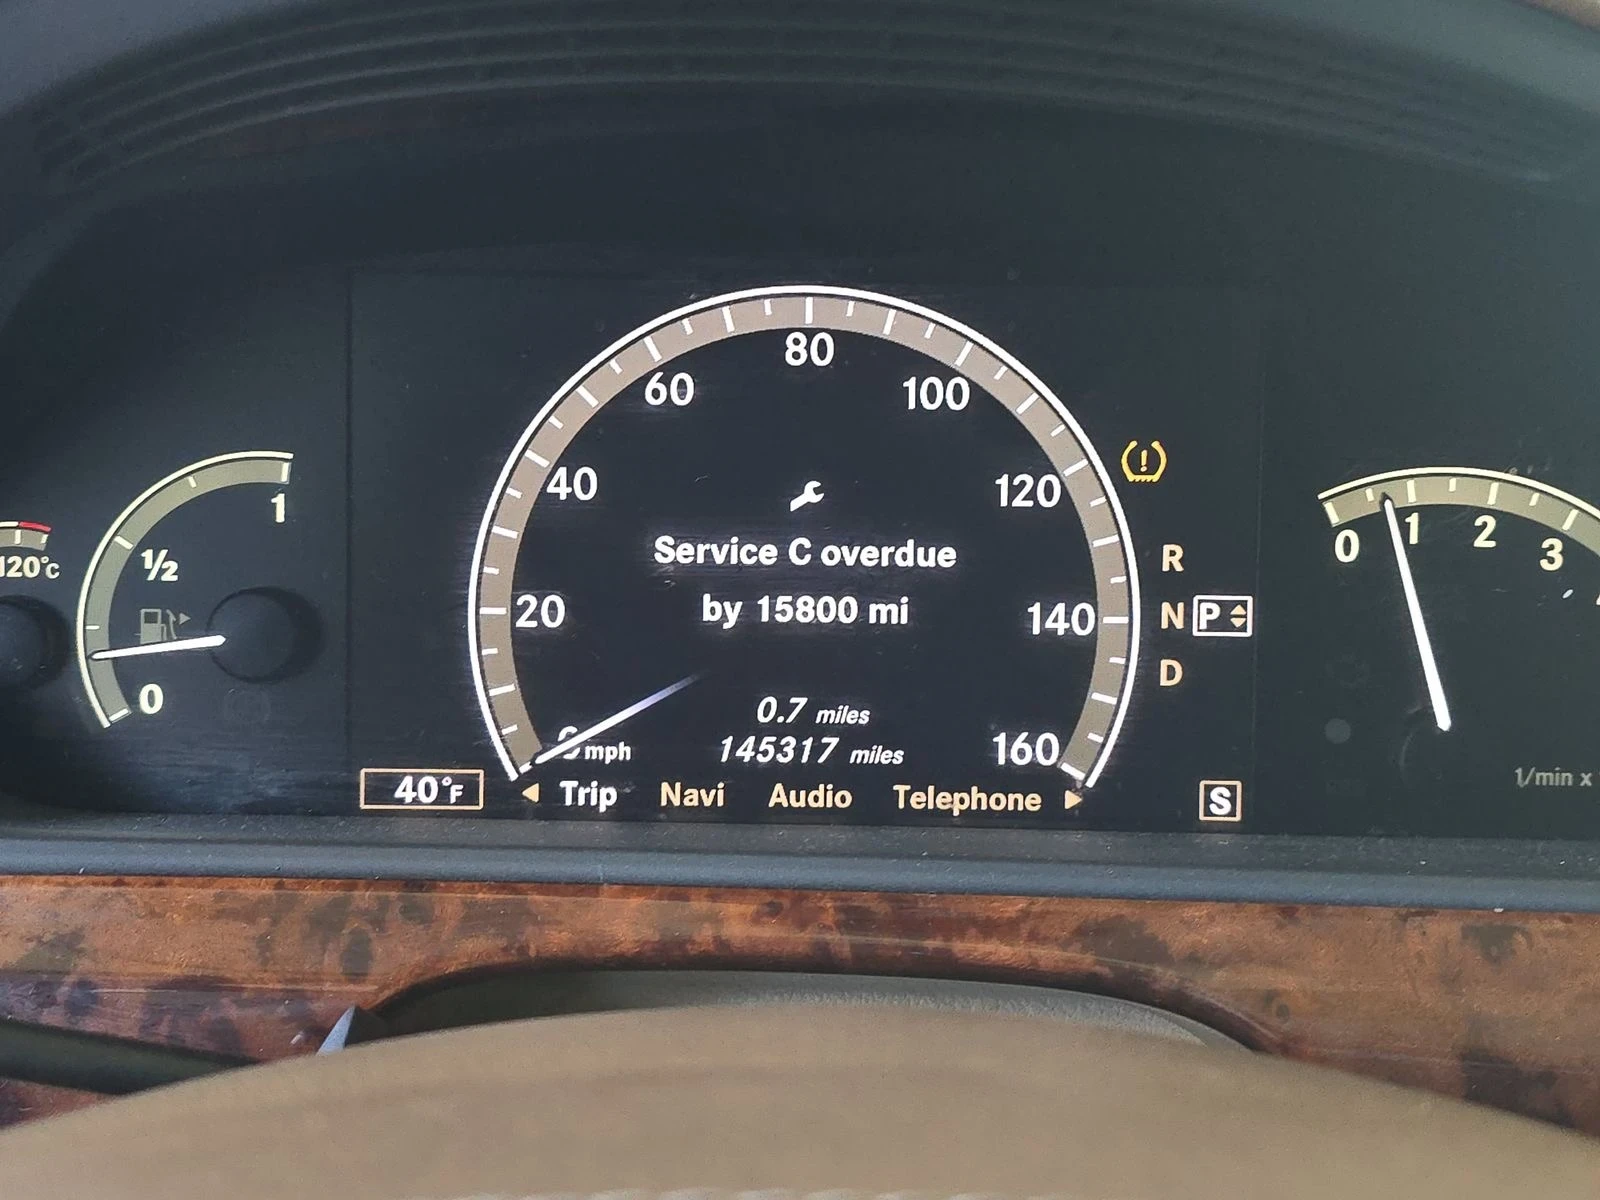 120°C
1
½
0
80
60
100
40
120
Service C overdue
by 15800 mi
20
140
0.7 miles
mph
145317 miles
160
40°F
Trip Navi Audio Telephone
R
N P
D
S
0 1 2 3
1/min x